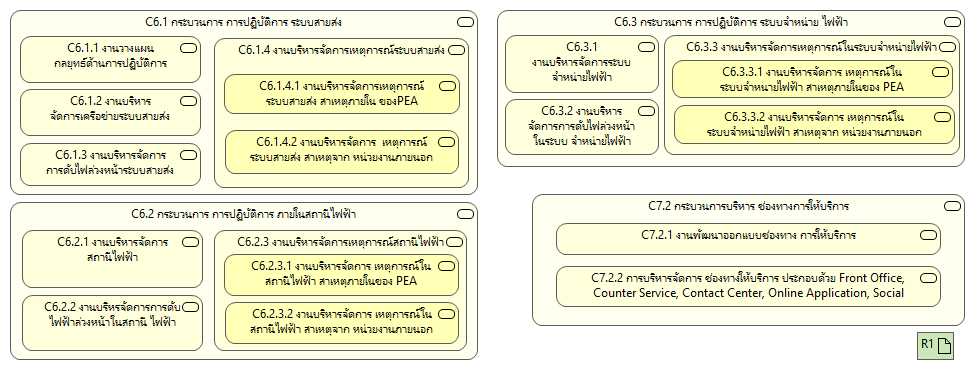 C6.1 กระบวนการ การปฏิบัติการ ระบบสายส่ง
C6.1.1 งานวางแผน
กลยุทธ์ด้านการปฏิบัติการ
C6.1.2 งานบริหาร
จัดการเครือข่ายระบบสายส่ง
C6.1.3 งานบริหารจัดการ
การดับไฟล่วงหน้าระบบสายส่ง
C6.1.4 งานบริหารจัดการเหตุการณ์ระบบสายส่ง
C6.1.4.1 งานบริหารจัดการเหตุการณ์
ระบบสายส่ง สาเหตุภายใน ของPEA
C6.1.4.2 งานบริหารจัดการ เหตุการณ์
ระบบสายส่ง สาเหตุจาก หน่วยงานภายนอก
C6.2 กระบวนการ การปฏิบัติการ ภายในสถานีไฟฟ้า
C6.2.1 งานบริหารจัดการ
สถานีไฟฟ้า
C6.2.2 งานบริหรจัดการการดับ
ไฟฟ้าล่วงหน้าในสถานี ไฟฟ้า
C6.2.3 งานบริหารจัดการเหตุการณ์สถานีไฟฟ้า
C6.2.3.1 งานบริหารจัดการ เหตุการณ์ใน
สถานีไฟฟ้า สาเหตุภายในของ PEA
C6.2.3.2 งานบริหารจัดการ เหตุการณ์ใน
สถานีไฟฟ้า สาเหตุจาก หน่วยงานภายนอก
C6.3 กระบวนการ การปฏิบัติการ ระบบจำหน่าย ไฟฟ้า
C6.3.1
งานบริหารจัดการระบบ
จำหน่ายไฟฟ้า
C6.3.2 งานบริหาร
จัดการการดับไฟล่วงหน้า
ในระบบ จำหน่ายไฟฟ้า
C6.3.3 งานบริหารจัดการเหตุการณ์ในระบบจำหน่ายไฟฟ้า
C6.3.3.1 งานบริหารจัดการ เหตุการณ์ใน
ระบบจำหนายไฟฟ้า สาเหตุภายในของ PEA
C6.3.3.2 งานบริหารจัดการ เหตุการณ์ใน
ระบบจำหน่ายไฟฟ้า สาเหตุจาก หน่วยงานภายนอก
C7.2 กระบวนการบริหาร ช่องทางการให้บริการ
C7.2.1 งานพัฒนาออกแบบช่องทาง การให้บริการ
C7.2.2 การบริหารจัดการ ช่องทางให้บริการ ประกอบด้วย Front Office,
Counter Service, Contact Center, Online Application, Social
R1